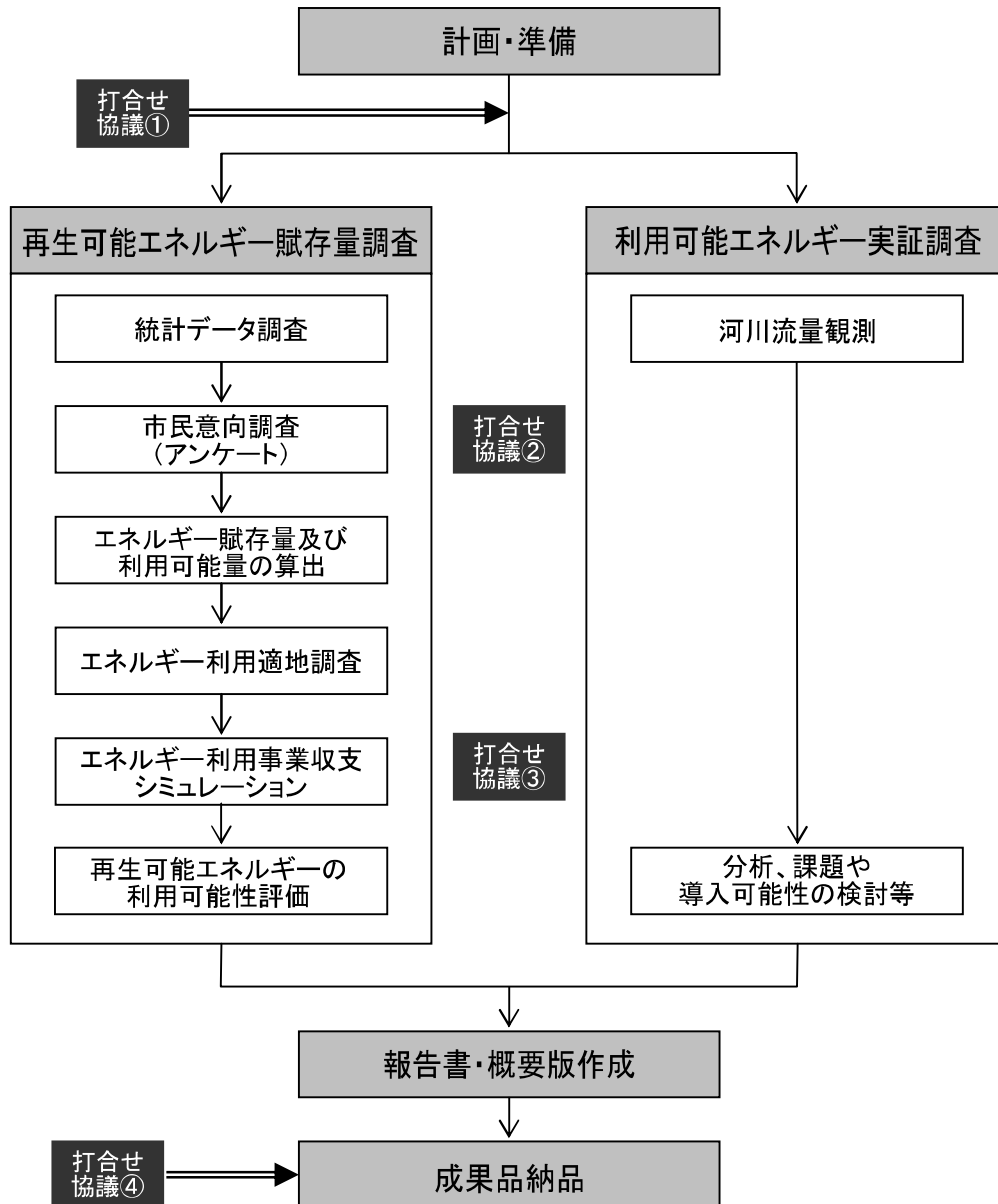 計画・準備
打合せ
協議①
再生可能エネルギー賦存量調査
統計データ調査
市民意向調査
（アンケート）
エネルギー賦存量及び
利用可能量の算出
エネルギー利用適地調査
エネルギー利用事業収支
シミュレーション
再生可能エネルギーの
利用可能性評価
打合せ
協議②
打合せ
協議③
利用可能エネルギー実証調査
河川流量観測
分析、課題や
導入可能性の検討等
報告書・概要版作成
打合せ
協議④
成果品納品